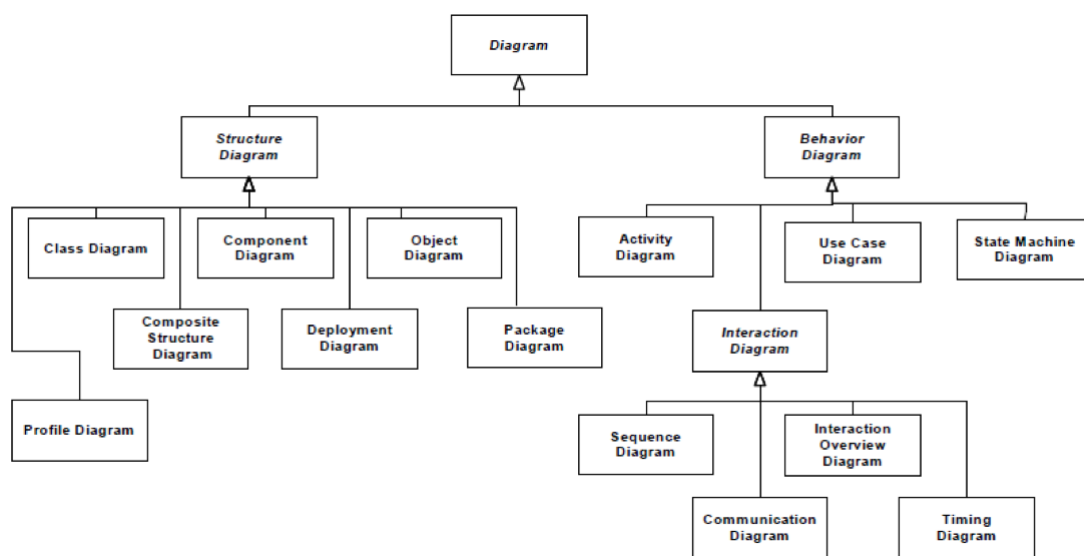 Diagram
Structure
Diagram
Behavior
Diagram
Class Diagram
Component
Diagram
Object
Diagram
Activity
Diagram
Use Case
Diagram
State Machine
Diagram
Composite
Structure
Diagram
Deployment
Diagram
Package
Diagram
Interaction
Diagram
Profile Diagram
Sequence
Diagram
Interaction
Overview
Diagram
Communication
Diagram
Timing
Diagram